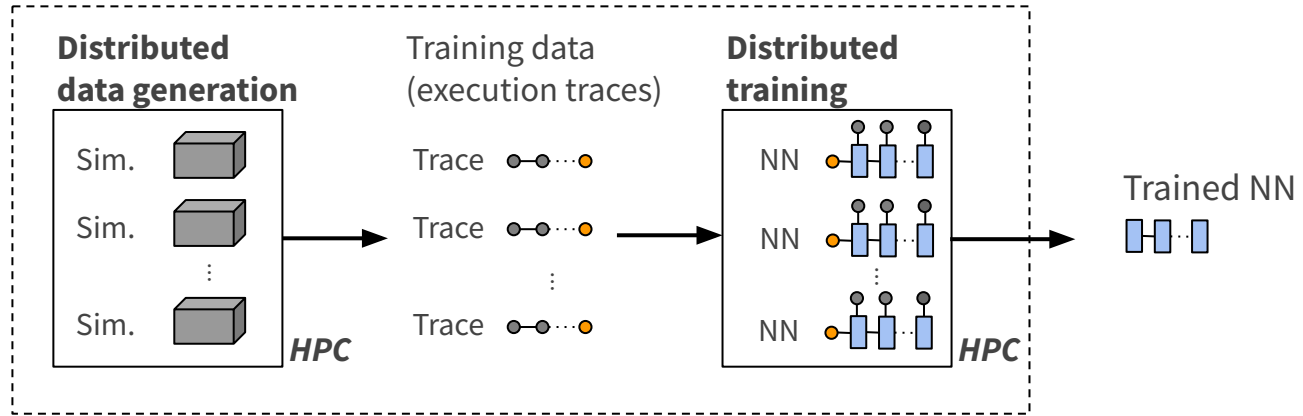 Distributed
data generation
Sim.
Sim.
Sim.
HPC
Training data
(execution traces)
Trace
Trace
Trace
Distributed
training
NN
NN
NN
HPC
Trained NN